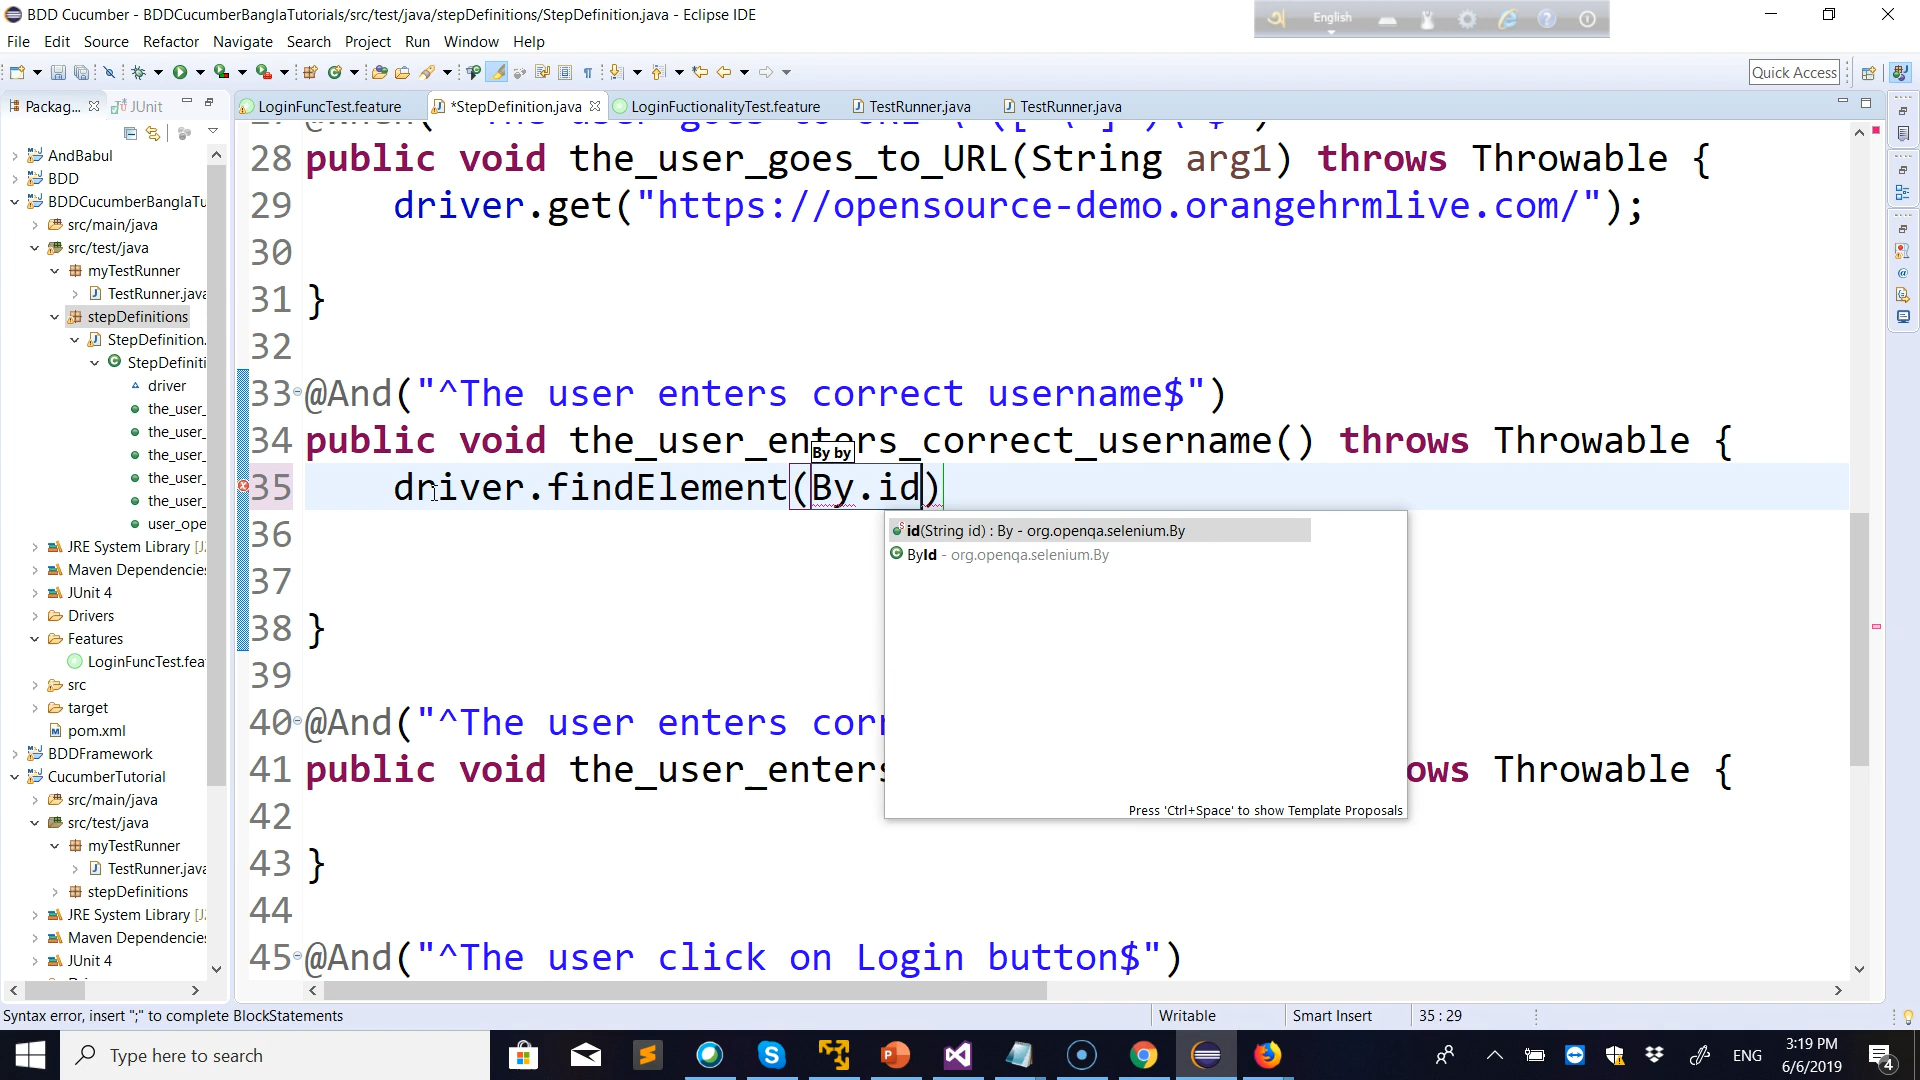 BDD Cucumber - BDDCucumberBanglaTutorials/src/test/java/stepDefinitions/StepDefinition.java - Eclipse IDE
English
File Edit Source Refactor Navigate Search Project Run Window Help
Quick Access
Packag... JUnit
LoginFuncTest.feature *StepDefinition.java LoginFuctionalityTest.feature TestRunner.java TestRunner.java
AndBabul
BDD
BDDCucumberBanglaTu
src/main/java
src/test/java
myTestRunner
TestRunner.java
stepDefinitions
StepDefinition.
StepDefiniti
driver
the_user_
the_user_
the_user_
the_user_
the_user_
user_ope
JRE System Library [J
Maven Dependencies
JUnit 4
Drivers
Features
LoginFuncTest.fea
src
target
pom.xml
BDDFramework
CucumberTutorial
src/main/java
src/test/java
myTestRunner
TestRunner.java
stepDefinitions
JRE System Library [J
Maven Dependencies
JUnit 4
28 public void the_user_goes_to_URL(String arg1) throws Throwable {
29 driver.get("https://opensource-demo.orangehrmlive.com/");
30
31 }
32
33 @And("^The user enters correct username$")
34 public void the_user_enters_correct_username() throws Throwable {
By by
35 driver.findElement(By.id)
36
id(String id) : By - org.openqa.selenium.By
ById - org.openqa.selenium.By
37
38 }
39
40 @And("^The user enters corr
41 public void the_user_enters ows Throwable {
Press 'Ctrl+Space' to show Template Proposals
42
43 }
44
45 @And("^The user click on Login button$")
Syntax error, insert ";" to complete BlockStatements Writable Smart Insert 35 : 29
Type here to search
ENG
3:19 PM
6/6/2019
4